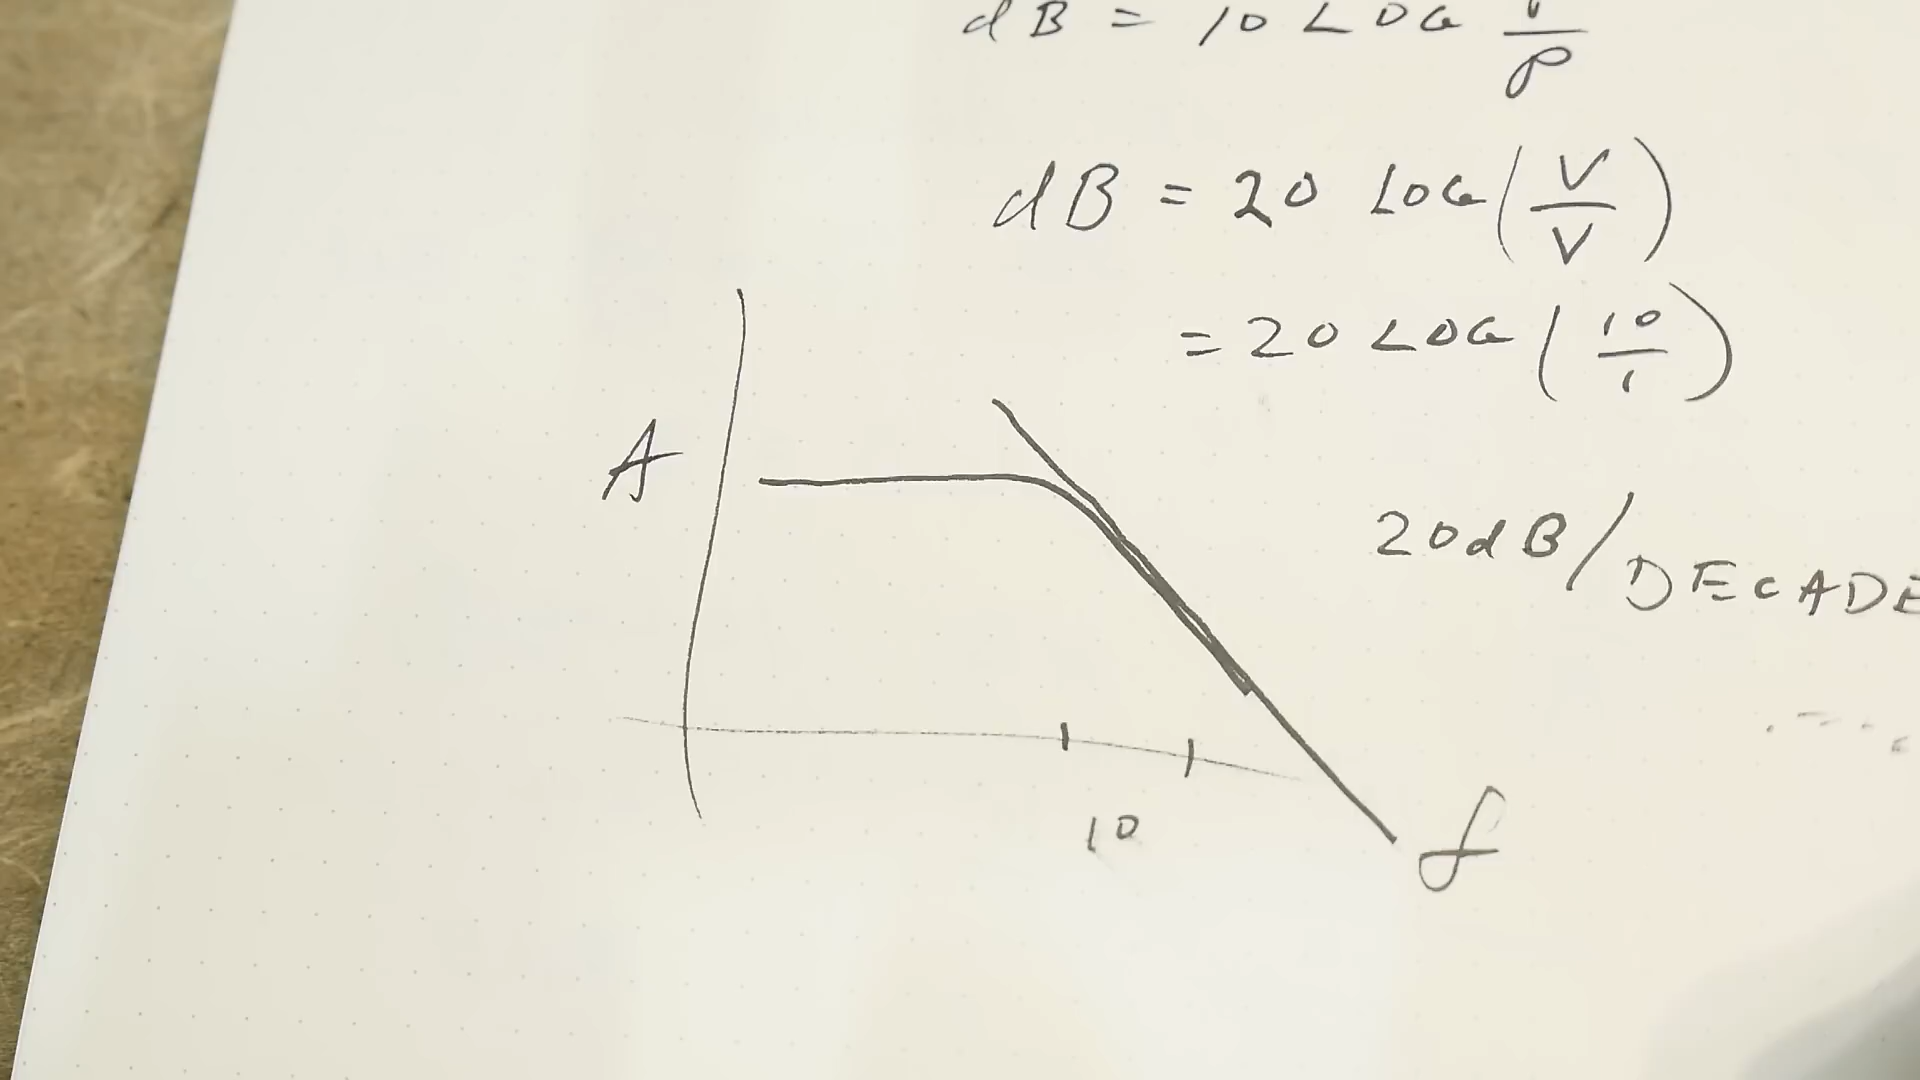 dB = 10 LOG P/P
dB = 20 LOG (V/V)
= 20 LOG (10/1)
A
20dB/DECADE
10
f